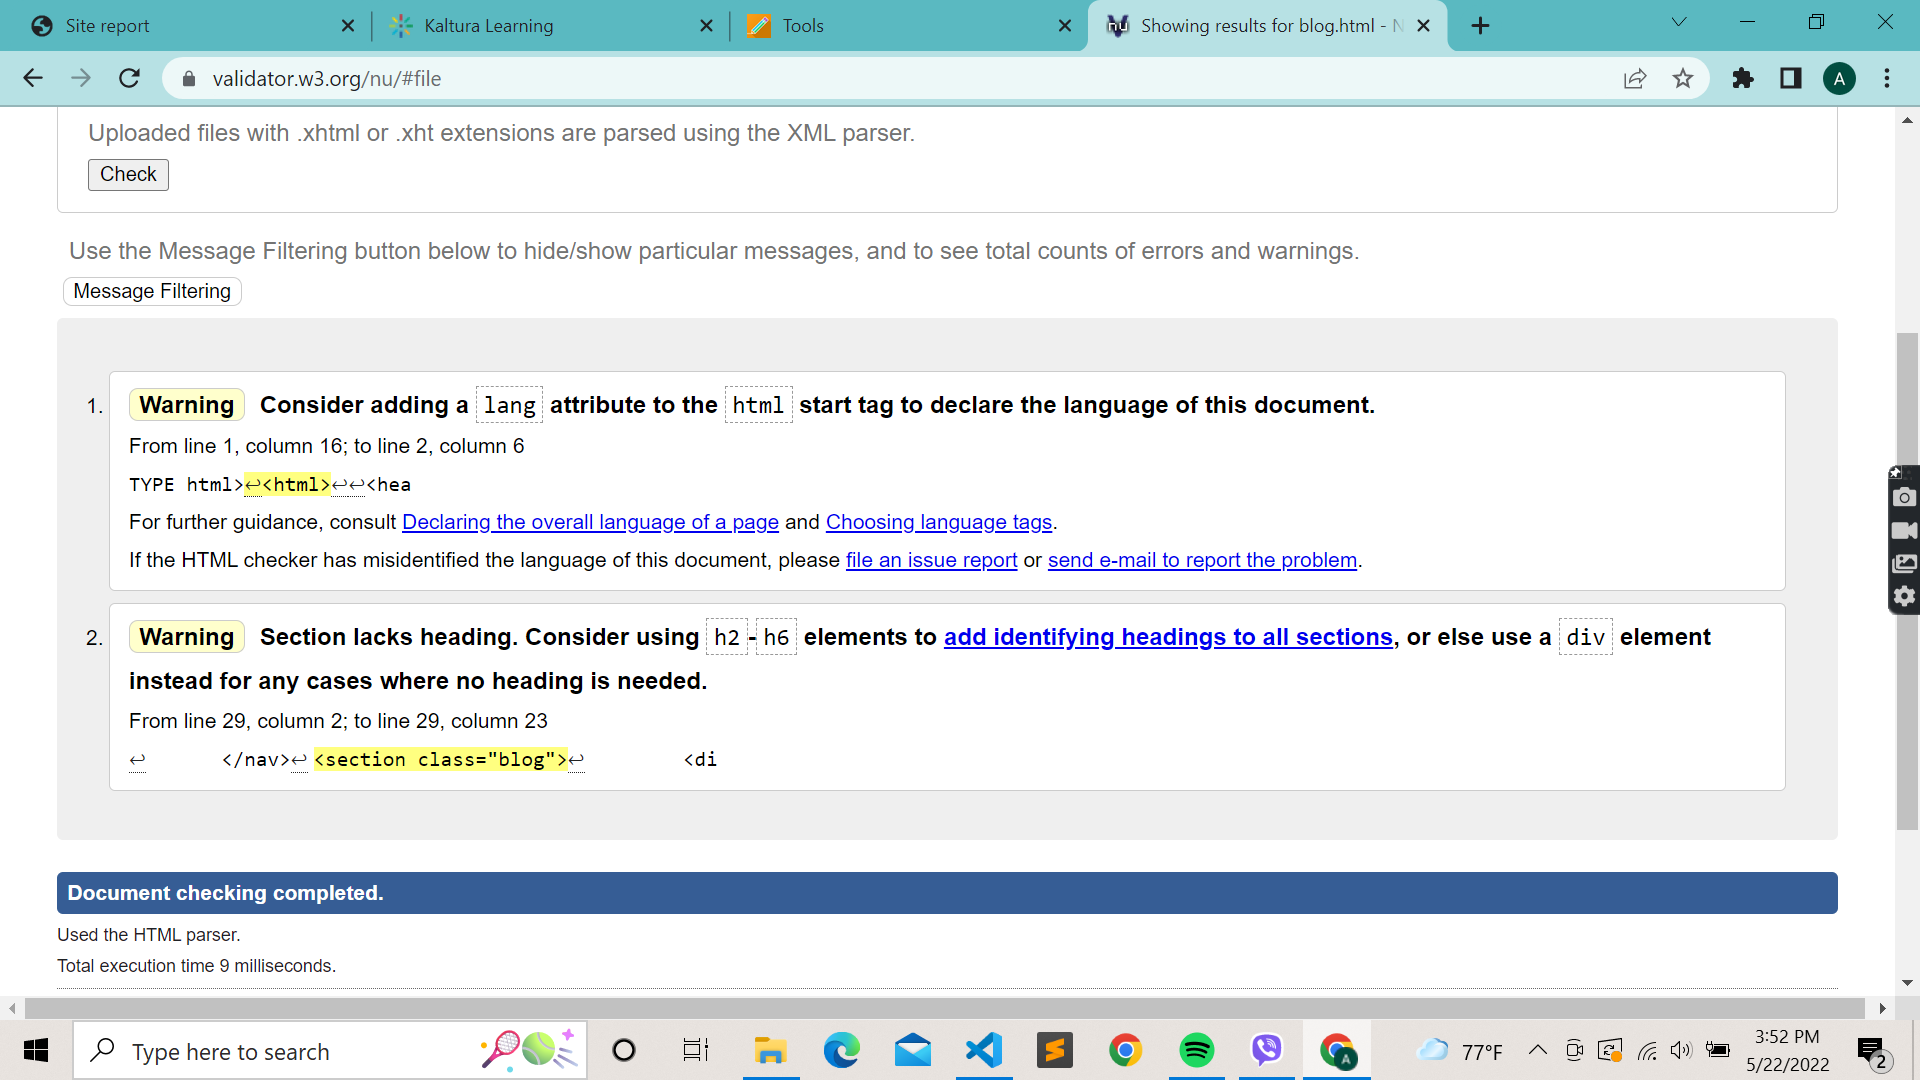 Site report
Kaltura Learning
Tools
Showing results for blog.html - N
validator.w3.org/nu/#file
A
Uploaded files with .xhtml or .xht extensions are parsed using the XML parser.
Check
Use the Message Filtering button below to hide/show particular messages, and to see total counts of errors and warnings.
Message Filtering
1. Warning Consider adding a lang attribute to the html start tag to declare the language of this document.
From line 1, column 16; to line 2, column 6
TYPE html>↩<html>↩↩<hea
For further guidance, consult Declaring the overall language of a page and Choosing language tags.
If the HTML checker has misidentified the language of this document, please file an issue report or send e-mail to report the problem.
2. Warning Section lacks heading. Consider using h2-h6 elements to add identifying headings to all sections, or else use a div element
instead for any cases where no heading is needed.
From line 29, column 2; to line 29, column 23
↩ </nav>↩ <section class="blog">↩ <di
Document checking completed.
Used the HTML parser.
Total execution time 9 milliseconds.
Type here to search
77°F
3:52 PM
5/22/2022
2